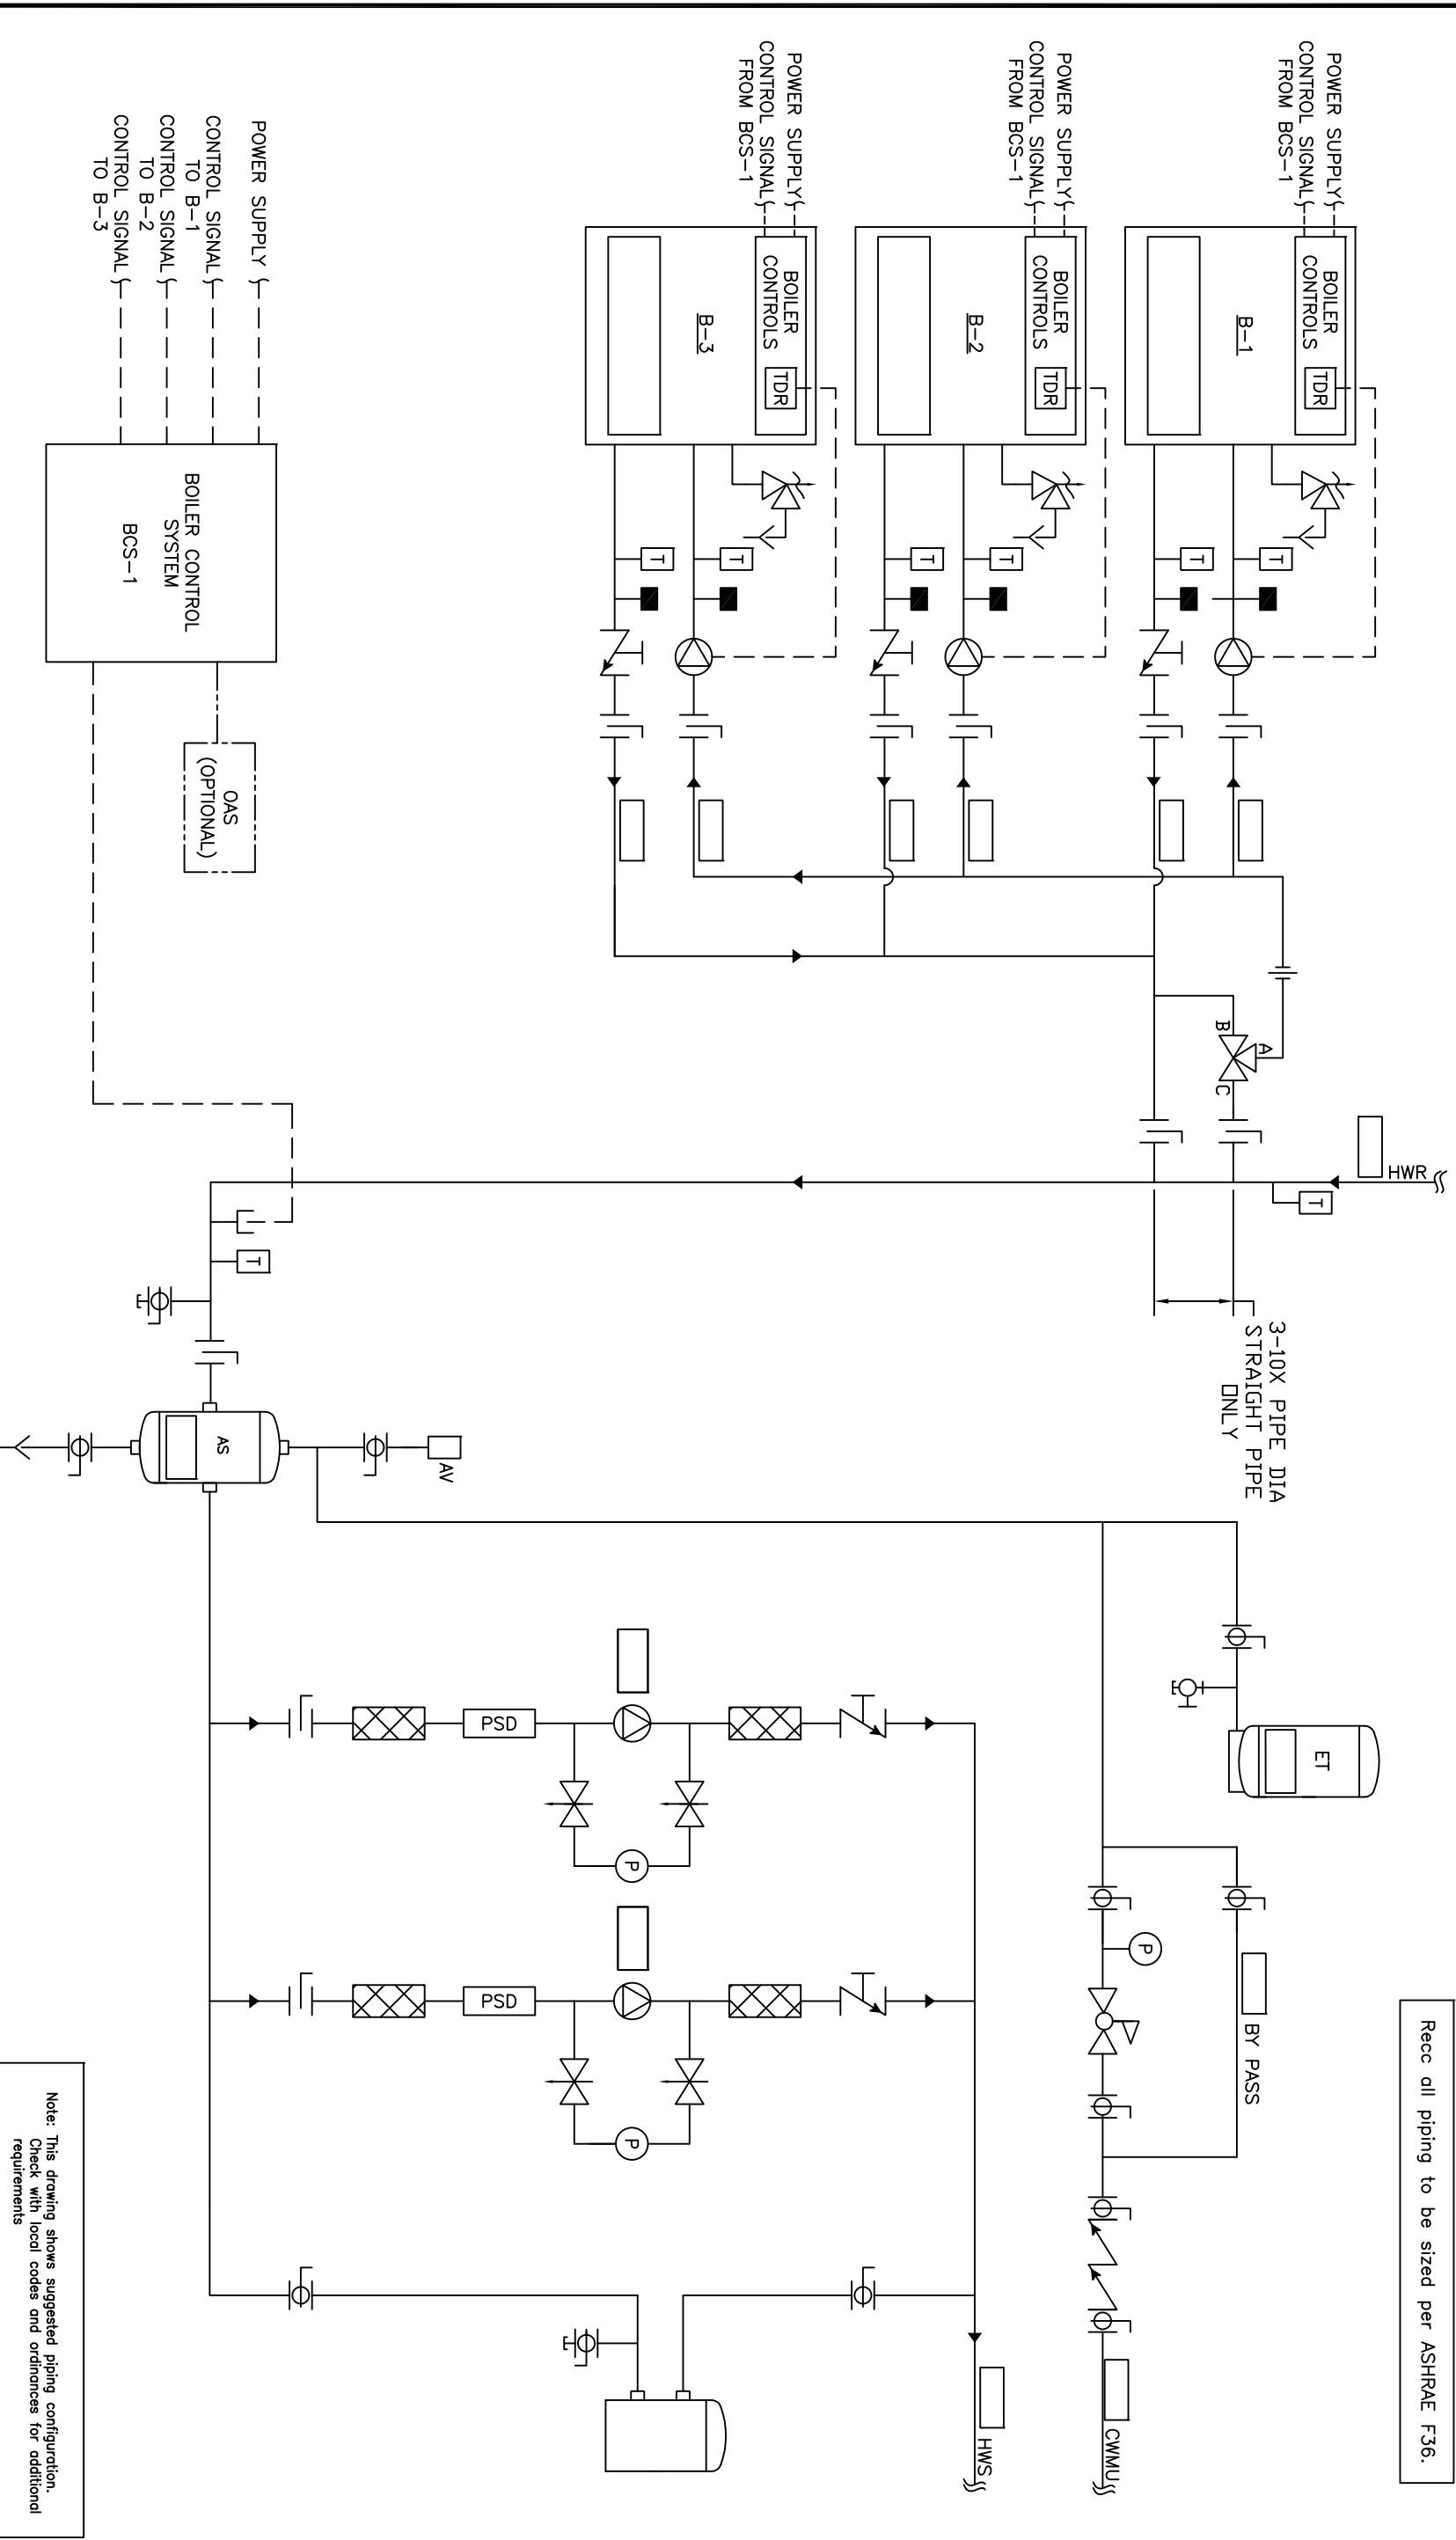 POWER SUPPLY
CONTROL SIGNAL
FROM BCS-1
BOILER
CONTROLS
TDR
B-1
T
T
POWER SUPPLY
CONTROL SIGNAL
FROM BCS-1
BOILER
CONTROLS
TDR
B-2
T
T
POWER SUPPLY
CONTROL SIGNAL
FROM BCS-1
BOILER
CONTROLS
TDR
B-3
T
T
POWER SUPPLY
CONTROL SIGNAL
TO B-1
CONTROL SIGNAL
TO B-2
CONTROL SIGNAL
TO B-3
BOILER CONTROL
SYSTEM
BCS-1
OAS
(OPTIONAL)
A
B
C
HWR
T
3-10X PIPE DIA
STRAIGHT PIPE
ONLY
T
AS
AV
ET
PSD
P
PSD
P
P
BY PASS
HWS
CWMU
Recc all piping to be sized per ASHRAE F36.
Note: This drawing shows suggested piping configuration.
Check with local codes and ordinances for additional
requirements